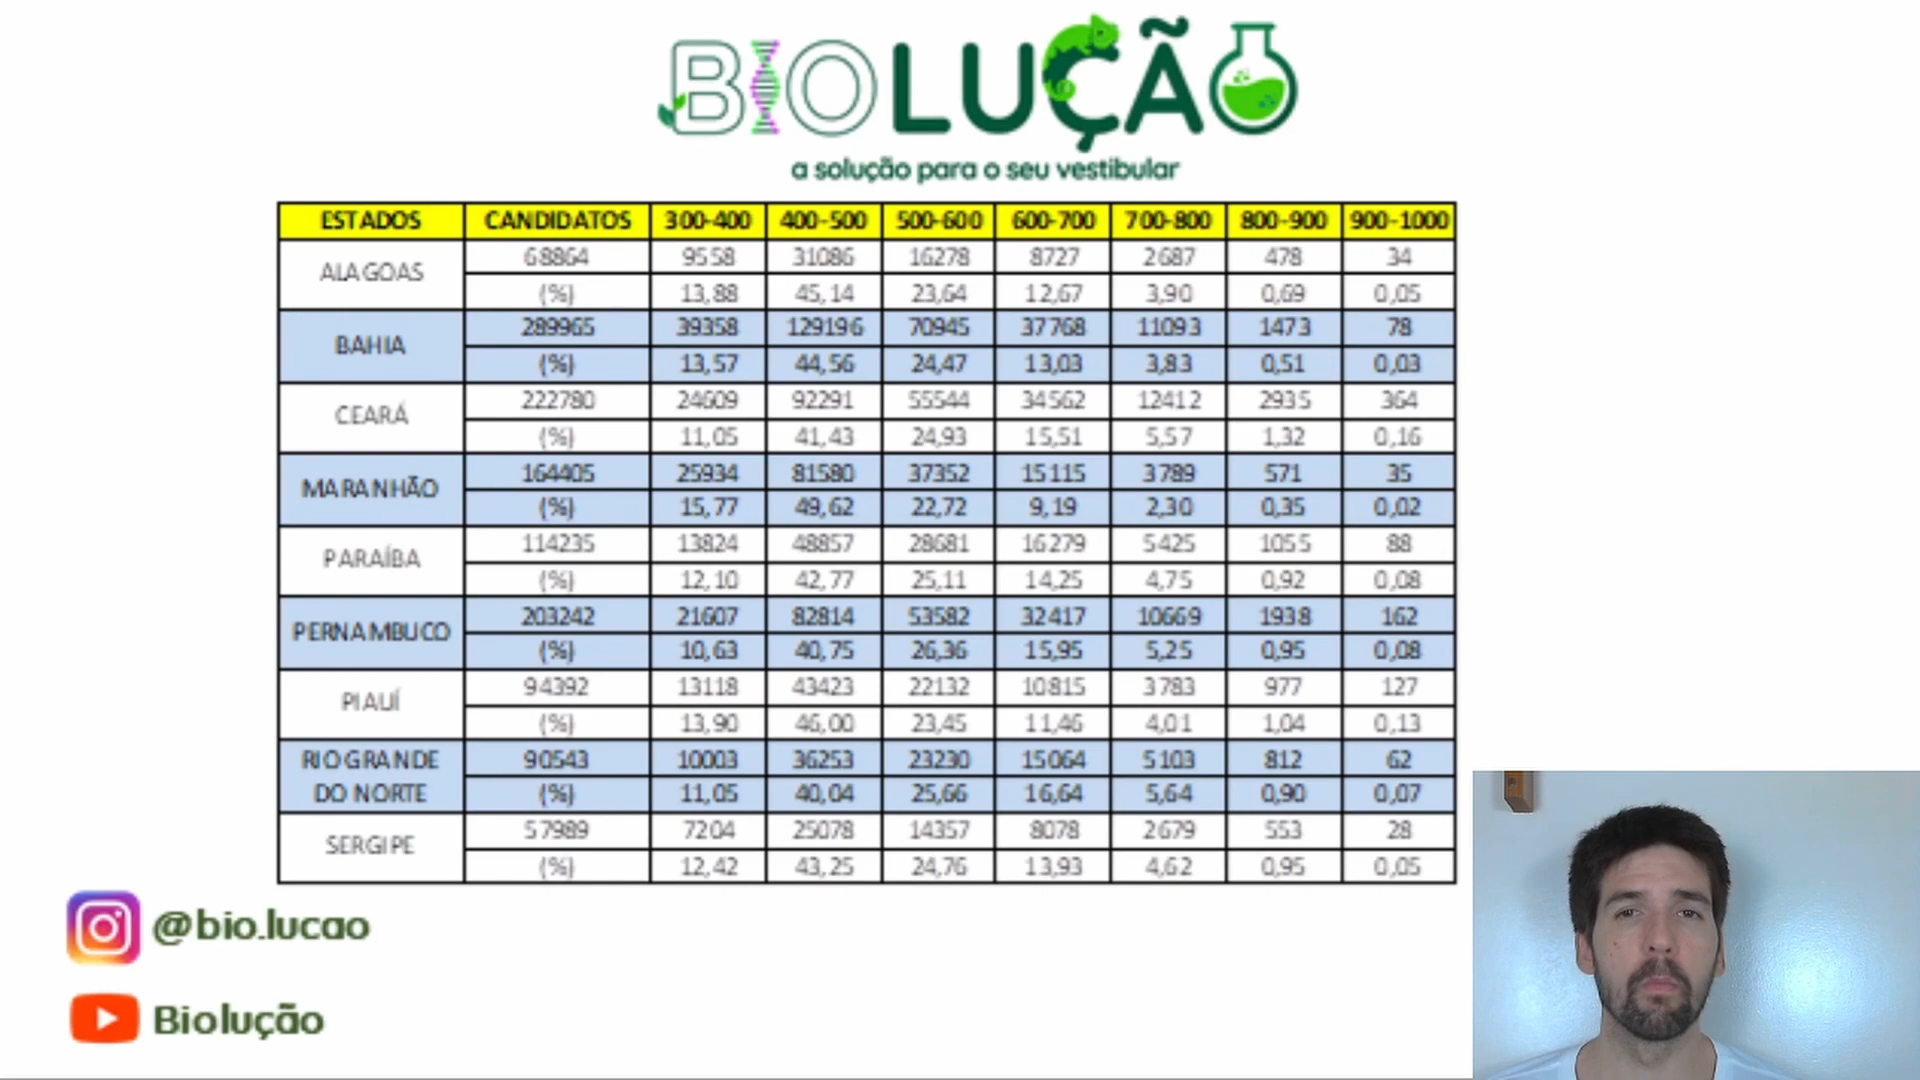 BIOLUÇÃO
a solução para o seu vestibular
ESTADOS CANDIDATOS 300-400 400-500 500-600 600-700 700-800 800-900 900-1000
ALAGOAS 68864 9558 31086 16278 8727 2687 478 34
(%) 13,88 45,14 23,64 12,67 3,90 0,69 0,05
BAHIA 289965 39358 129196 70945 37768 11093 1473 78
(%) 13,57 44,56 24,47 13,03 3,83 0,51 0,03
CEARÁ 222780 24609 92291 55544 34562 12412 2935 364
(%) 11,05 41,43 24,93 15,51 5,57 1,32 0,16
MARANHÃO 164405 25934 81580 37352 15115 3789 571 35
(%) 15,77 49,62 22,72 9,19 2,30 0,35 0,02
PARAÍBA 114235 13824 48857 28681 16279 5425 1055 88
(%) 12,10 42,77 25,11 14,25 4,75 0,92 0,08
PERNAMBUCO 203242 21607 82814 53582 32417 10669 1938 162
(%) 10,63 40,75 26,36 15,95 5,25 0,95 0,08
PIAUÍ 94392 13118 43423 22132 10815 3783 977 127
(%) 13,90 46,00 23,45 11,46 4,01 1,04 0,13
RIO GRANDE 90543 10003 36253 23230 15064 5103 812 62
DO NORTE (%) 11,05 40,04 25,66 16,64 5,64 0,90 0,07
SERGIPE 57989 7204 25078 14357 8078 2679 553 28
(%) 12,42 43,25 24,76 13,93 4,62 0,95 0,05
@bio.lucao
Biolução